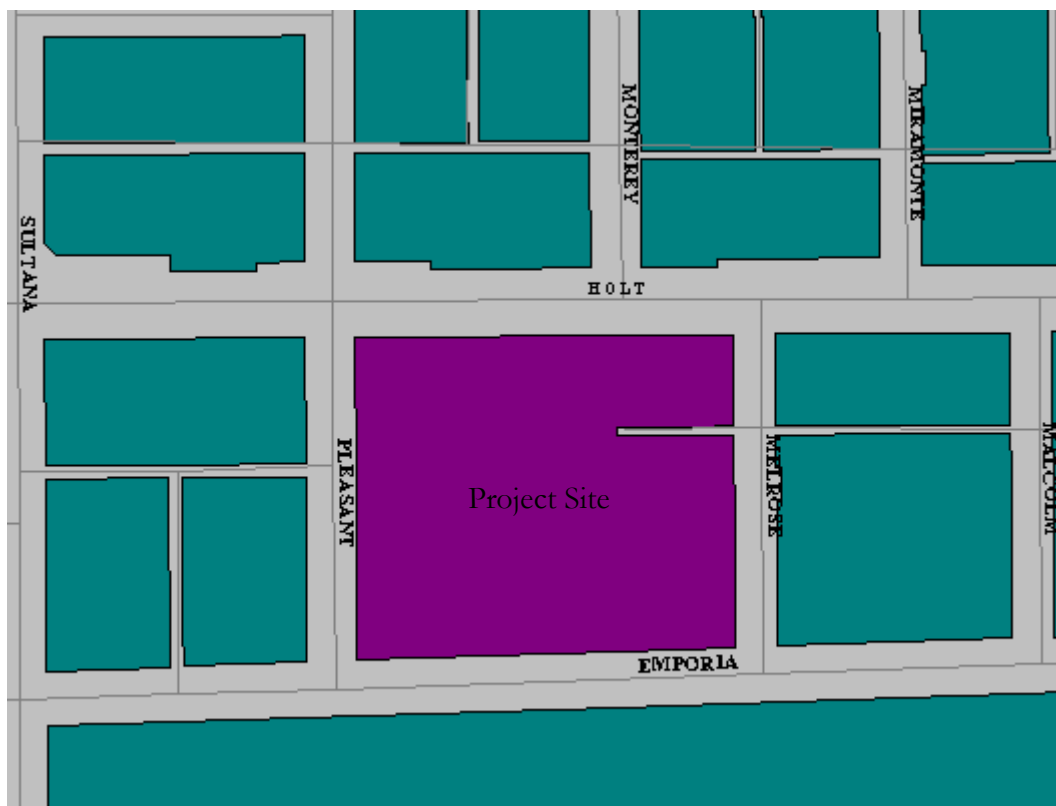 MONTEREY
MIRAMONTE
SULTANA
HOLT
PLEASANT
MELROSE
MALCOLM
Project Site
EMPORIA